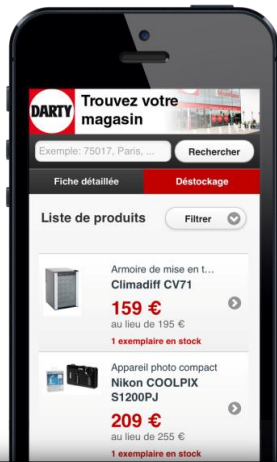 DARTY
Trouvez votre
magasin
Exemple: 75017, Paris, ...
Rechercher
Fiche détaillée
Déstockage
Liste de produits
Filtrer
Armoire de mise en t...
Climadiff CV71
159 €
au lieu de 195 €
1 exemplaire en stock
Appareil photo compact
Nikon COOLPIX
S1200PJ
209 €
au lieu de 255 €
1 exemplaire en stock